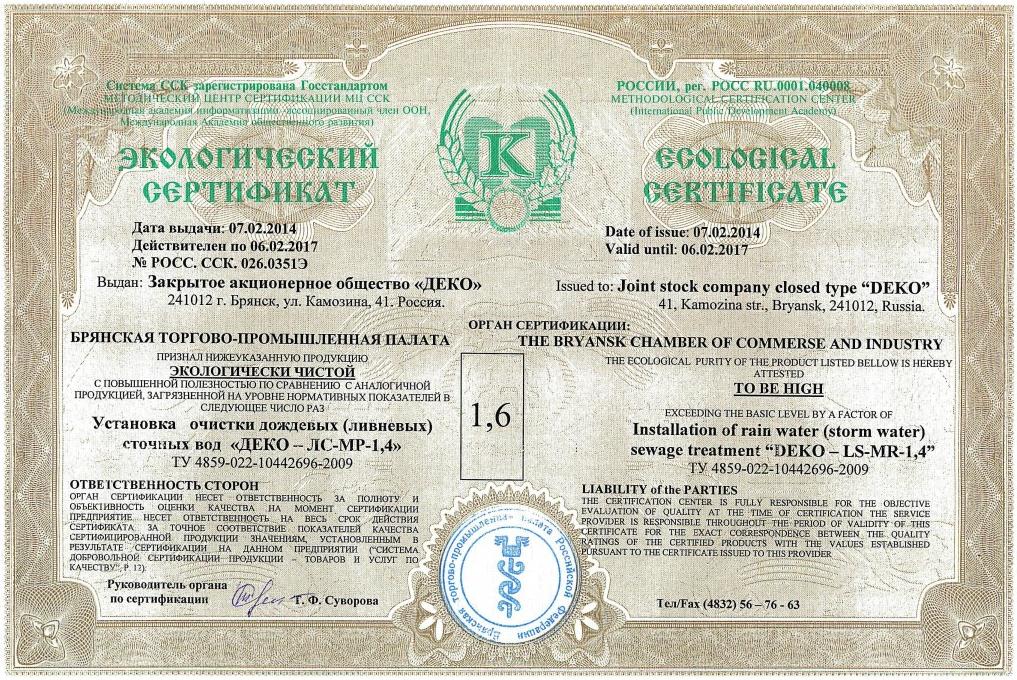 Система ССК зарегистрирована Госстандартом
МЕТОДИЧЕСКИЙ ЦЕНТР СЕРТИФИКАЦИИ МЦ ССК
(Международная академия информатизации -ассоциированный член ООН,
Международная Академия общественного развития)
РОССИИ, рег. РОСС RU.0001.040008
METHODOLOGICAL CERTIFICATION CENTER
(International Public Development Academy)
К
ЭКОЛОГИЧЕСКИЙ
СЕРТИФИКАТ
ECOLOGICAL
CERTIFICATE
Дата выдачи: 07.02.2014
Действителен по 06.02.2017
№ РОСС. ССК. 026.0351Э
Date of issue: 07.02.2014
Valid until: 06.02.2017
Выдан: Закрытое акционерное общество «ДЕКО»
241012 г. Брянск, ул. Камозина, 41. Россия.
Issued to: Joint stock company closed type “DEKO”
41, Kamozina str., Bryansk, 241012, Russia.
ОРГАН СЕРТИФИКАЦИИ:
БРЯНСКАЯ ТОРГОВО-ПРОМЫШЛЕННАЯ ПАЛАТА
THE BRYANSK CHAMBER OF COMMERSE AND INDUSTRY
ПРИЗНАЛ НИЖЕУКАЗАННУЮ ПРОДУКЦИЮ
ЭКОЛОГИЧЕСКИ ЧИСТОЙ
С ПОВЫШЕННОЙ ПОЛЕЗНОСТЬЮ ПО СРАВНЕНИЮ С АНАЛОГИЧНОЙ
ПРОДУКЦИЕЙ, ЗАГРЯЗНЕННОЙ НА УРОВНЕ НОРМАТИВНЫХ ПОКАЗАТЕЛЕЙ В
СЛЕДУЮЩЕЕ ЧИСЛО РАЗ
Установка очистки дождевых (ливневых)
сточных вод «ДЕКО – ЛС-МР-1,4»
ТУ 4859-022-10442696-2009
1,6
THE ECOLOGICAL PURITY OF THE PRODUCT LISTED BELLOW IS HEREBY
ATTESTED
TO BE HIGH
EXCEEDING THE BASIC LEVEL BY A FACTOR OF
Installation of rain water (storm water)
sewage treatment “DEKO – LS-MR-1,4”
ТУ 4859-022-10442696-2009
ОТВЕТСТВЕННОСТЬ СТОРОН
ОРГАН СЕРТИФИКАЦИИ НЕСЕТ ОТВЕТСТВЕННОСТЬ ЗА ПОЛНОТУ И
ОБЪЕКТИВНОСТЬ ОЦЕНКИ КАЧЕСТВА НА МОМЕНТ СЕРТИФИКАЦИИ
ПРЕДПРИЯТИЕ НЕСЕТ ОТВЕТСТВЕННОСТЬ НА ВЕСЬ СРОК ДЕЙСТВИЯ
СЕРТИФИКАТА ЗА ТОЧНОЕ СООТВЕТСТВИЕ ПОКАЗАТЕЛЕЙ КАЧЕСТВА
СЕРТИФИЦИРОВАННОЙ ПРОДУКЦИИ ЗНАЧЕНИЯМ, УСТАНОВЛЕННЫМ В
РЕЗУЛЬТАТЕ СЕРТИФИКАЦИИ НА ДАННОМ ПРЕДПРИЯТИИ (“СИСТЕМА
ДОБРОВОЛЬНОЙ СЕРТИФИКАЦИИ ПРОДУКЦИИ – ТОВАРОВ И УСЛУГ ПО
КАЧЕСТВУ”, Р. 12).
LIABILITY of the PARTIES
THE CERTIFICATION CENTER IS FULLY RESPONSIBLE FOR THE OBJECTIVE
EVALUATION OF QUALITY AT THE TIME OF CERTIFICATION THE SERVICE
PROVIDER IS RESPONSIBLE THROUGHOUT THE PERIOD OF VALIDITY OF THIS
CERTIFICATE FOR THE EXACT CORRESPONDENCE BETWEEN THE QUALITY
RATINGS OF THE CERTIFIED PRODUCTS WITH THE VALUES ESTABLISHED
PURSUANT TO THE CERTIFICATE ISSUED TO THIS PROVIDER
Руководитель органа
по сертификации
Т. Ф. Суворова
Брянская торгово-промышленная палата Российской Федерации
Тел/Fax (4832) 56 – 76 - 63